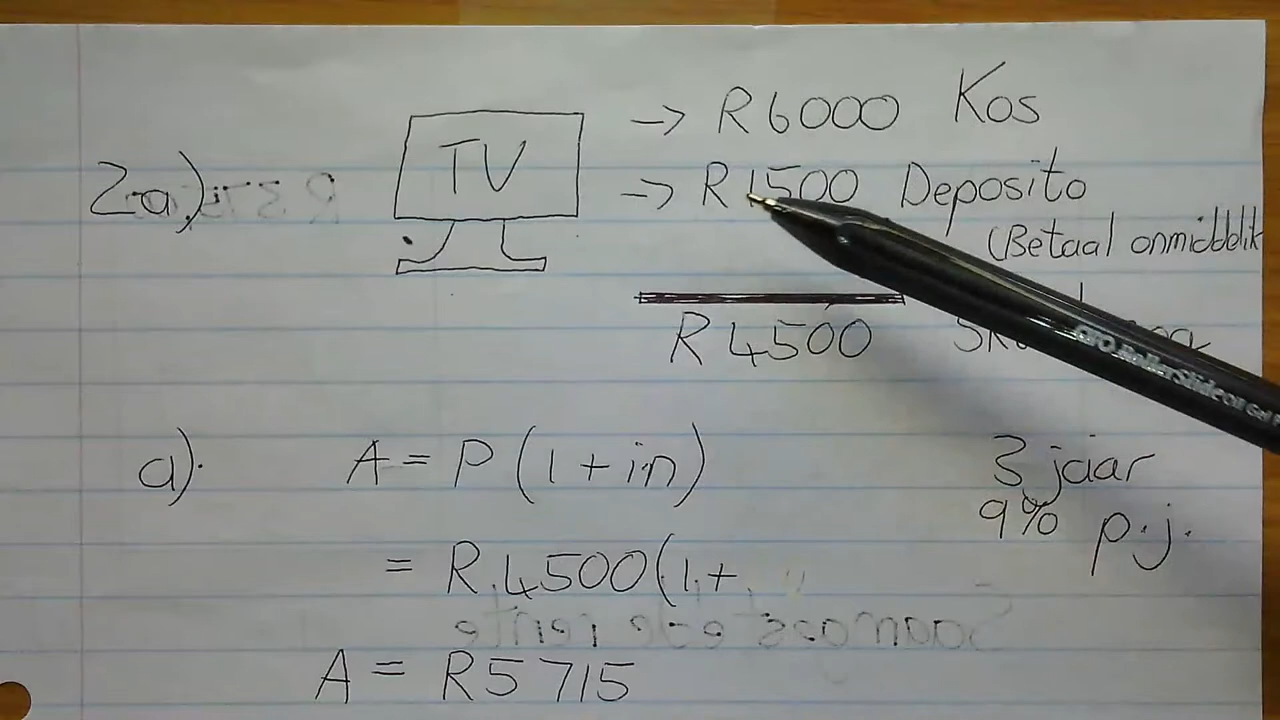 2a.)
TV
→ R6000 Kos
→ R1500 Deposito
(Betaal onmiddelik
R4500
a).
A = P(1+in)
3 jaar
9% p.j.
= R4500(1+
A = R5715